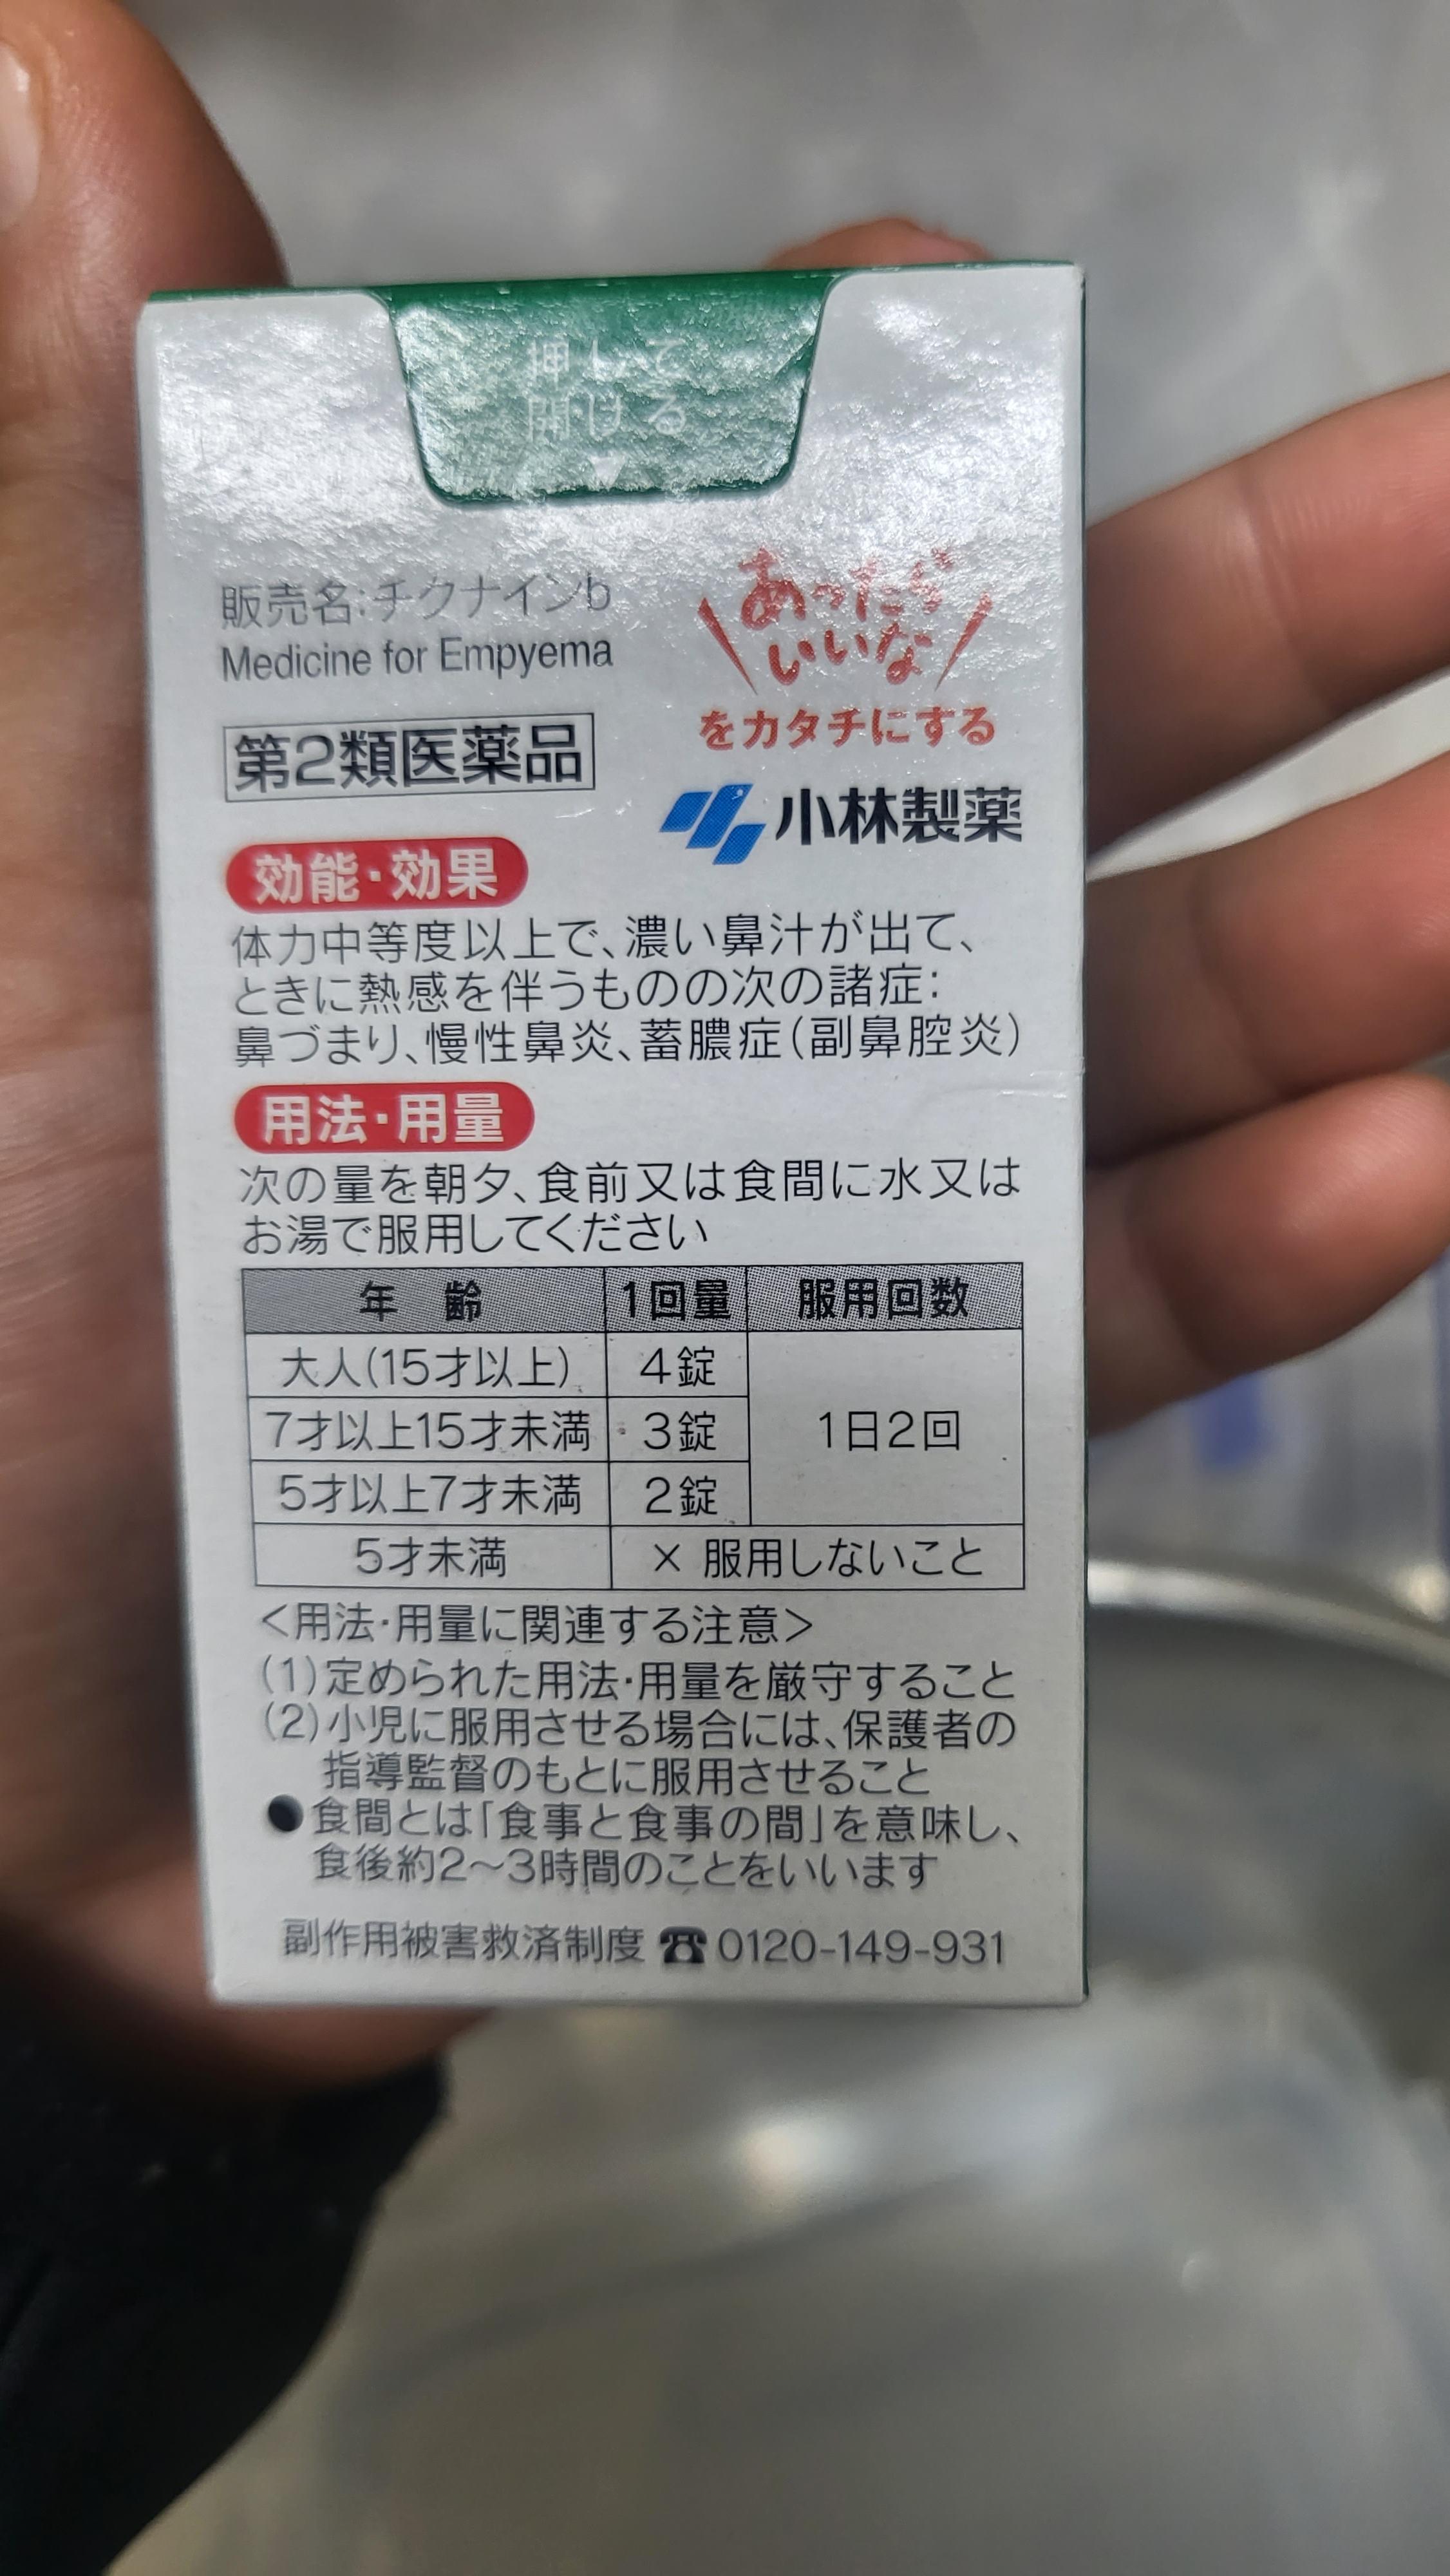 押して
開ける
販売名:チクナインb
Medicine for Empyema
第2類医薬品
あったら
いいな
をカタチにする
小林製薬
効能・効果
体力中等度以上で、濃い鼻汁が出て、
ときに熱感を伴うものの次の諸症:
鼻づまり、慢性鼻炎、蓄膿症(副鼻腔炎)
用法・用量
次の量を朝夕、食前又は食間に水又は
お湯で服用してください
年齢 1回量 服用回数
大人(15才以上) 4錠
7才以上15才未満 3錠 1日2回
5才以上7才未満 2錠
5才未満 × 服用しないこと
<用法・用量に関連する注意>
(1)定められた用法・用量を厳守すること
(2)小児に服用させる場合には、保護者の
指導監督のもとに服用させること
●食間とは「食事と食事の間」を意味し、
食後約2〜3時間のことをいいます
副作用被害救済制度 ☎0120-149-931